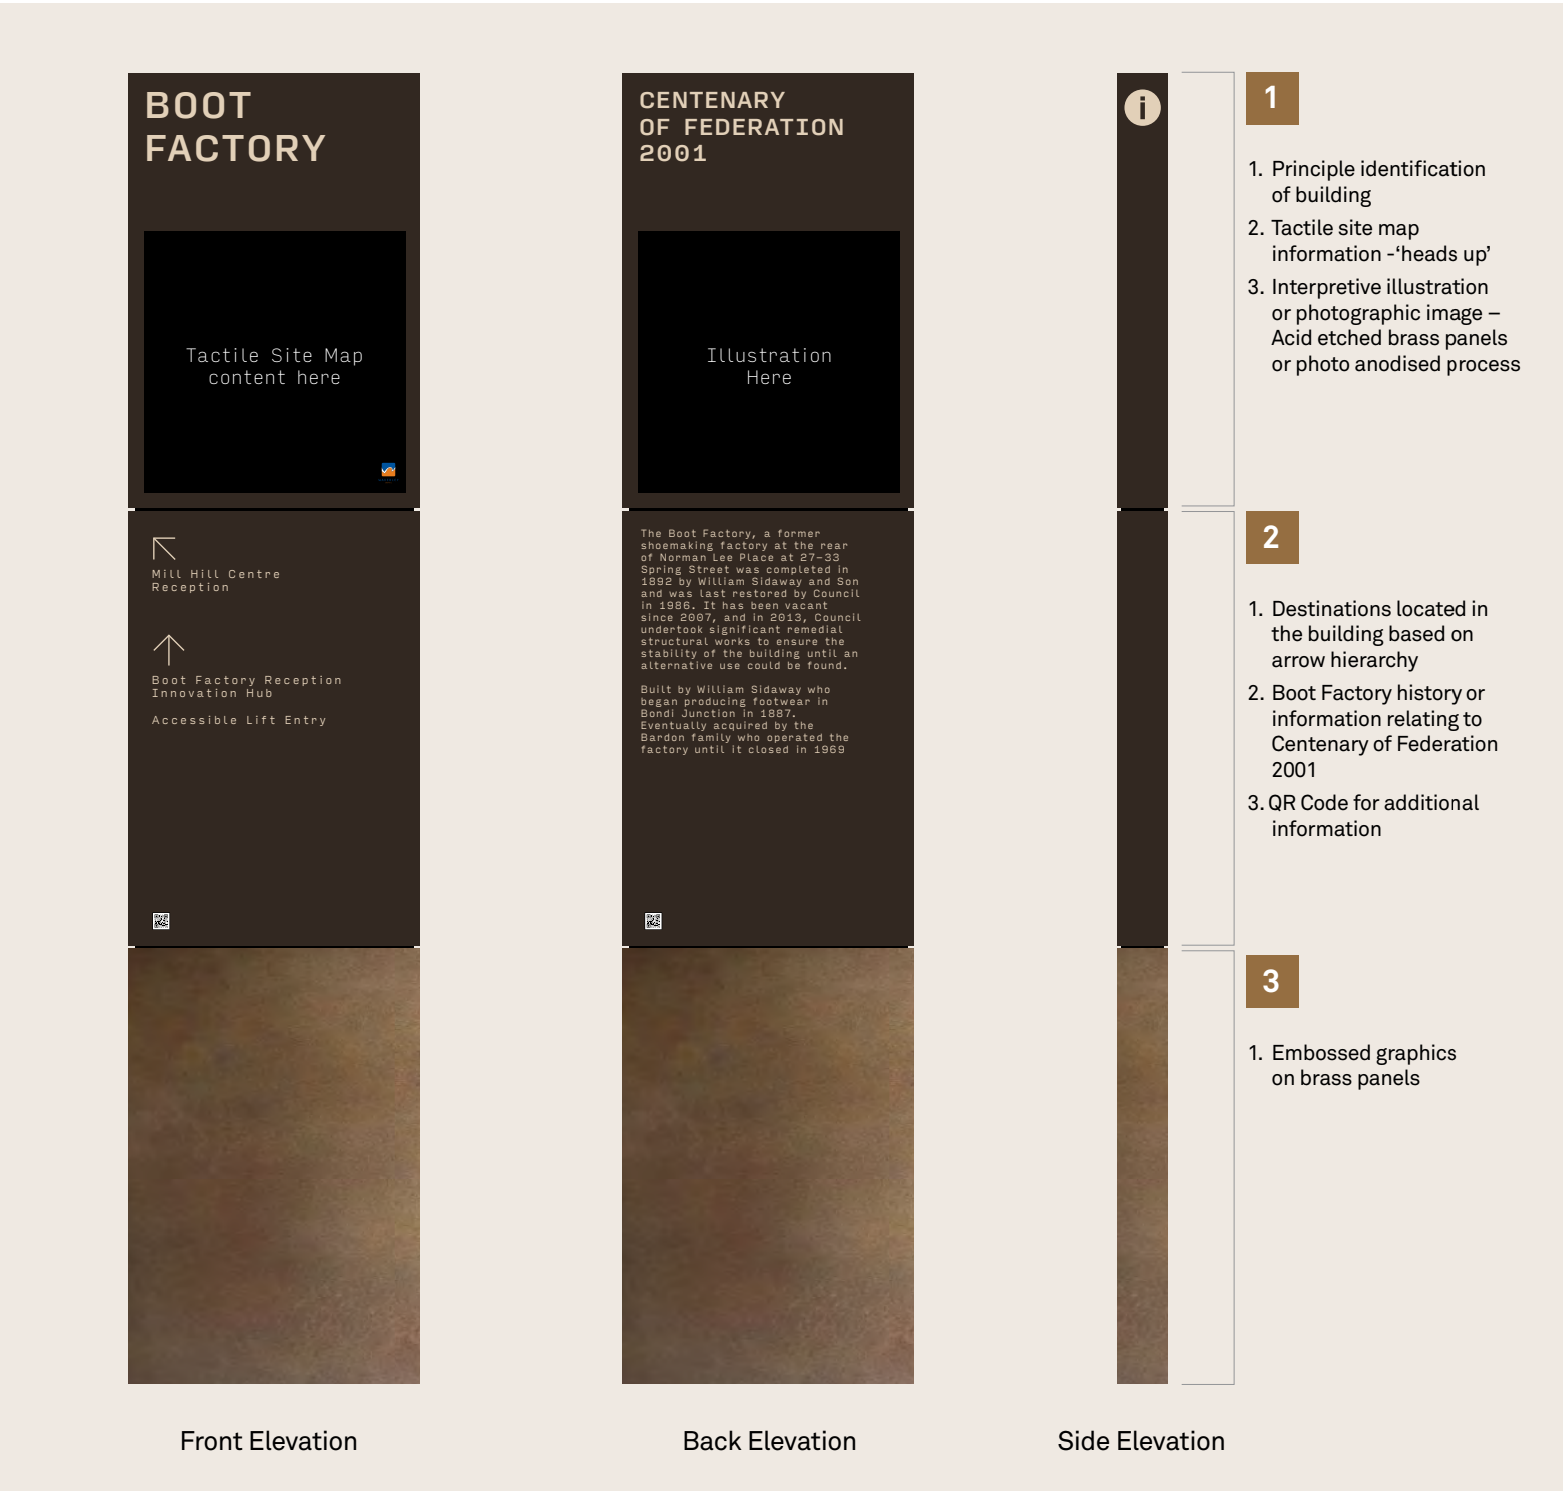 BOOT
FACTORY
Tactile Site Map
content here
Mill Hill Centre
Reception
Boot Factory Reception
Innovation Hub
Accessible Lift Entry
Front Elevation
CENTENARY
OF FEDERATION
2001
Illustration
Here
The Boot Factory, a former
shoemaking factory at the rear
of Norman Lee Place at 27–33
Spring Street was completed in
1892 by William Sidaway and Son
and was last restored by Council
in 1986. It has been vacant
since 2007, and in 2013, Council
undertook significant remedial
structural works to ensure the
stability of the building until an
alternative use could be found.
Built by William Sidaway who
began producing footwear in
Bondi Junction in 1887.
Eventually acquired by the
Bardon family who operated the
factory until it closed in 1969
Back Elevation
i
Side Elevation
1
1. Principle identification
of building
2. Tactile site map
information -‘heads up’
3. Interpretive illustration
or photographic image –
Acid etched brass panels
or photo anodised process
2
1. Destinations located in
the building based on
arrow hierarchy
2. Boot Factory history or
information relating to
Centenary of Federation
2001
3. QR Code for additional
information
3
1. Embossed graphics
on brass panels